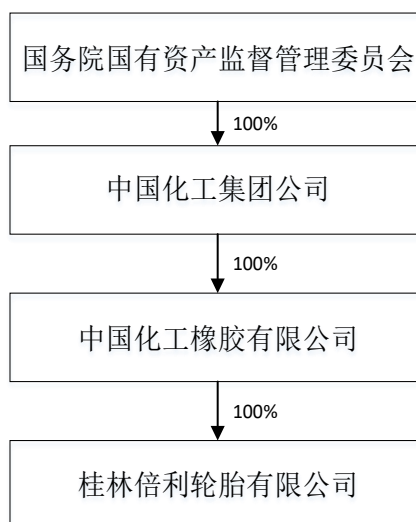 国务院国有资产监督管理委员会
100%
中国化工集团公司
100%
中国化工橡胶有限公司
100%
桂林倍利轮胎有限公司